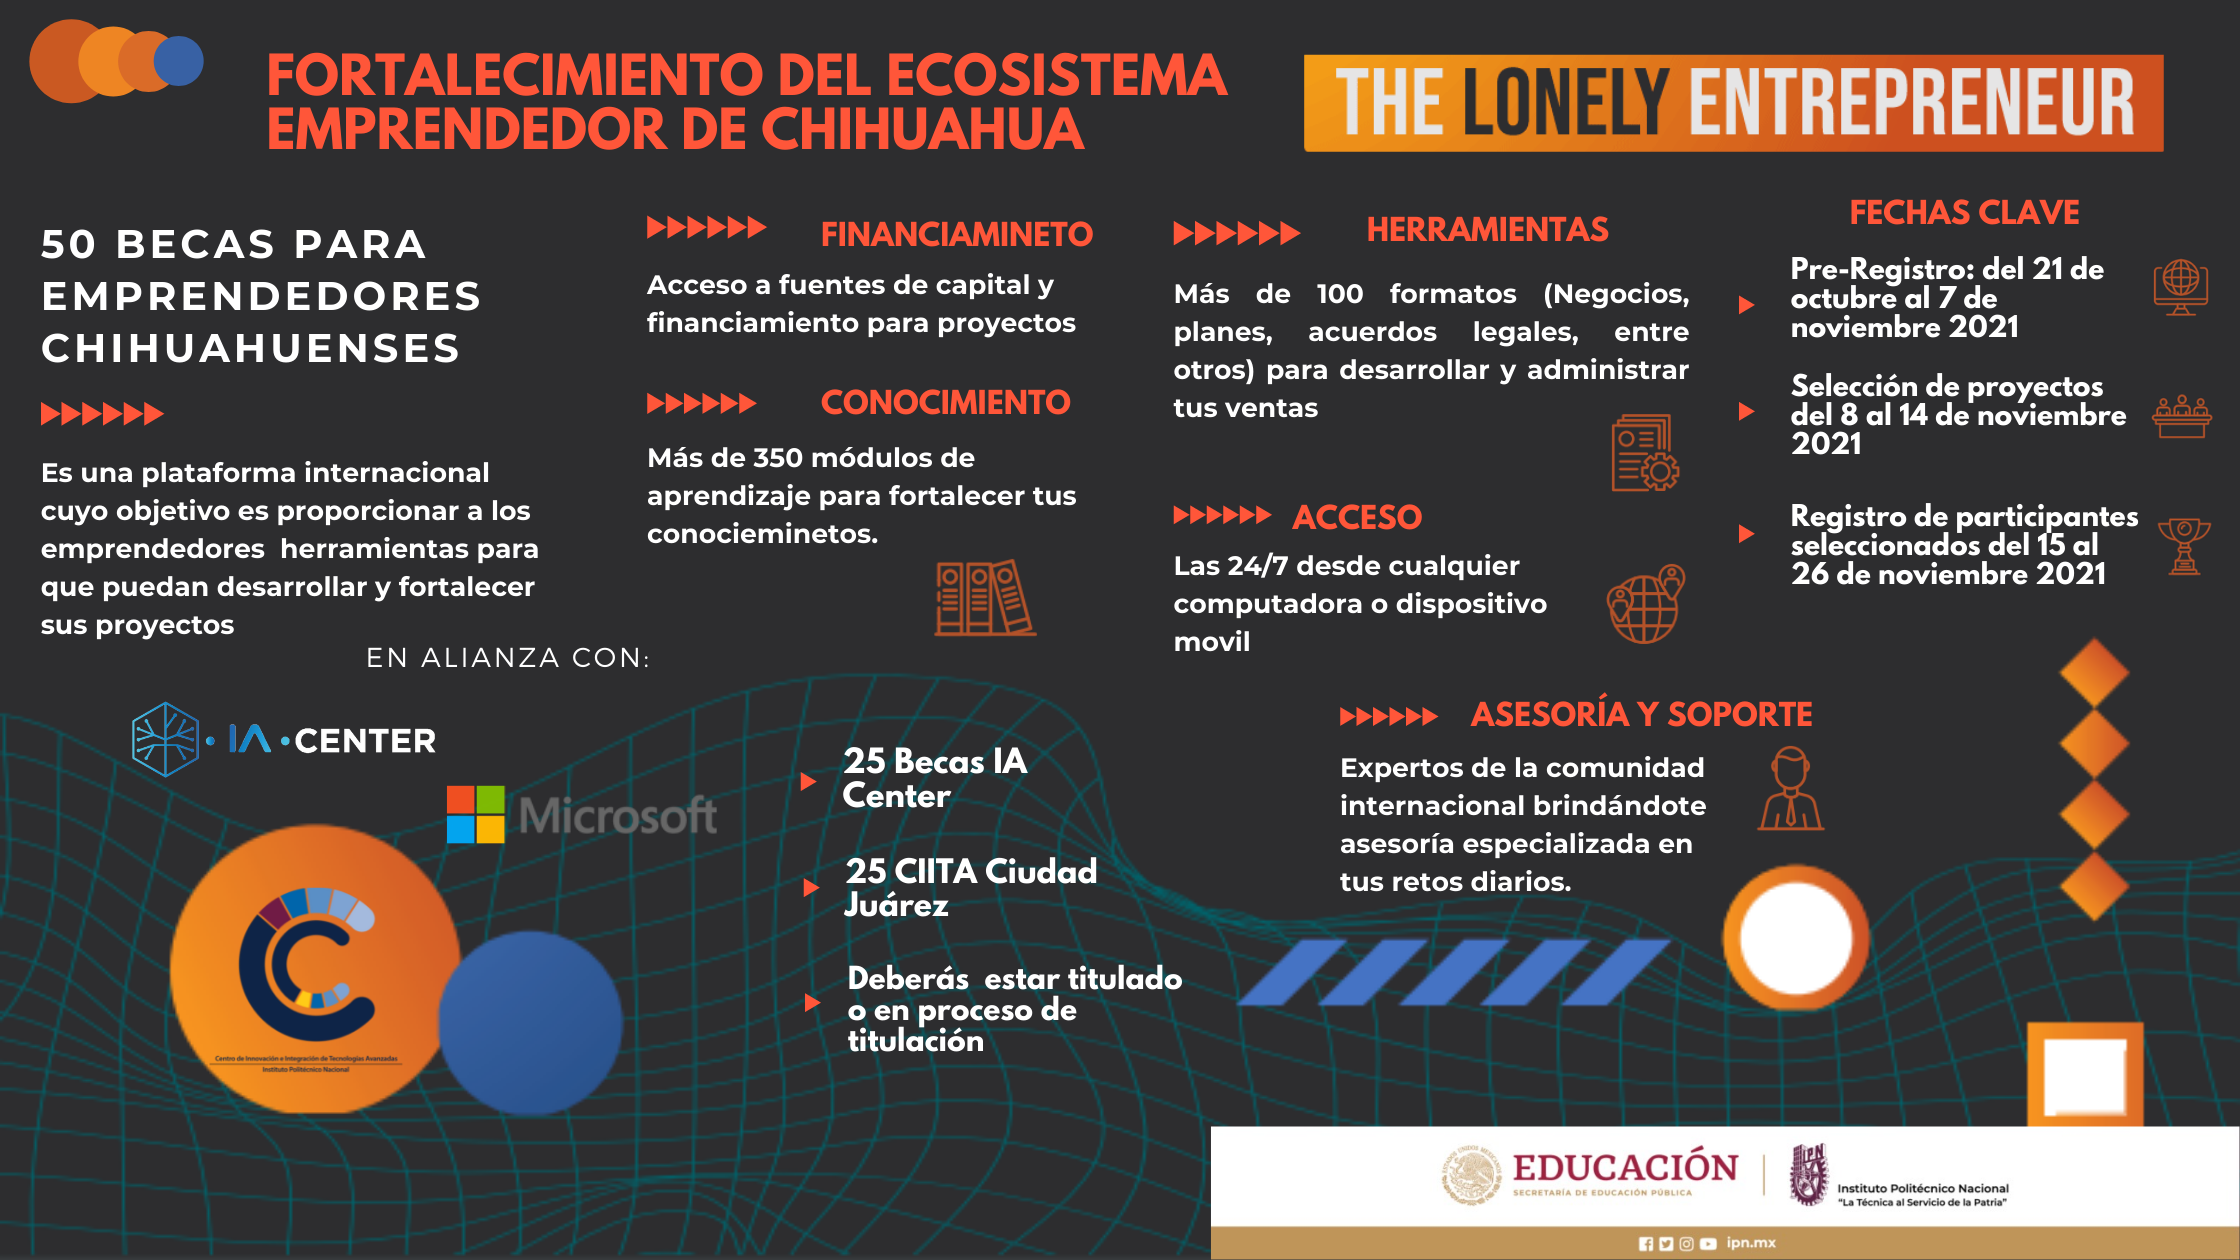 FORTALECIMIENTO DEL ECOSISTEMA
EMPRENDEDOR DE CHIHUAHUA
THE LONELY ENTREPRENEUR
50 BECAS PARA
EMPRENDEDORES
CHIHUAHUENSES
Es una plataforma internacional
cuyo objetivo es proporcionar a los
emprendedores herramientas para
que puedan desarrollar y fortalecer
sus proyectos
FINANCIAMINETO
Acceso a fuentes de capital y
financiamiento para proyectos
CONOCIMIENTO
Más de 350 módulos de
aprendizaje para fortalecer tus
conocieminetos.
HERRAMIENTAS
Más de 100 formatos (Negocios,
planes, acuerdos legales, entre
otros) para desarrollar y administrar
tus ventas
ACCESO
Las 24/7 desde cualquier
computadora o dispositivo
movil
FECHAS CLAVE
Pre-Registro: del 21 de
octubre al 7 de
noviembre 2021
Selección de proyectos
del 8 al 14 de noviembre
2021
Registro de participantes
seleccionados del 15 al
26 de noviembre 2021
EN ALIANZA CON:
IA · CENTER
Microsoft
Centro de Innovación e Integración de Tecnologías Avanzadas
Instituto Politécnico Nacional
25 Becas IA
Center
25 CIITA Ciudad
Juárez
Deberás estar titulado
o en proceso de
titulación
ASESORÍA Y SOPORTE
Expertos de la comunidad
internacional brindándote
asesoría especializada en
tus retos diarios.
EDUCACIÓN
SECRETARÍA DE EDUCACIÓN PÚBLICA
IPN
Instituto Politécnico Nacional
"La Técnica al Servicio de la Patria"
ipn.mx